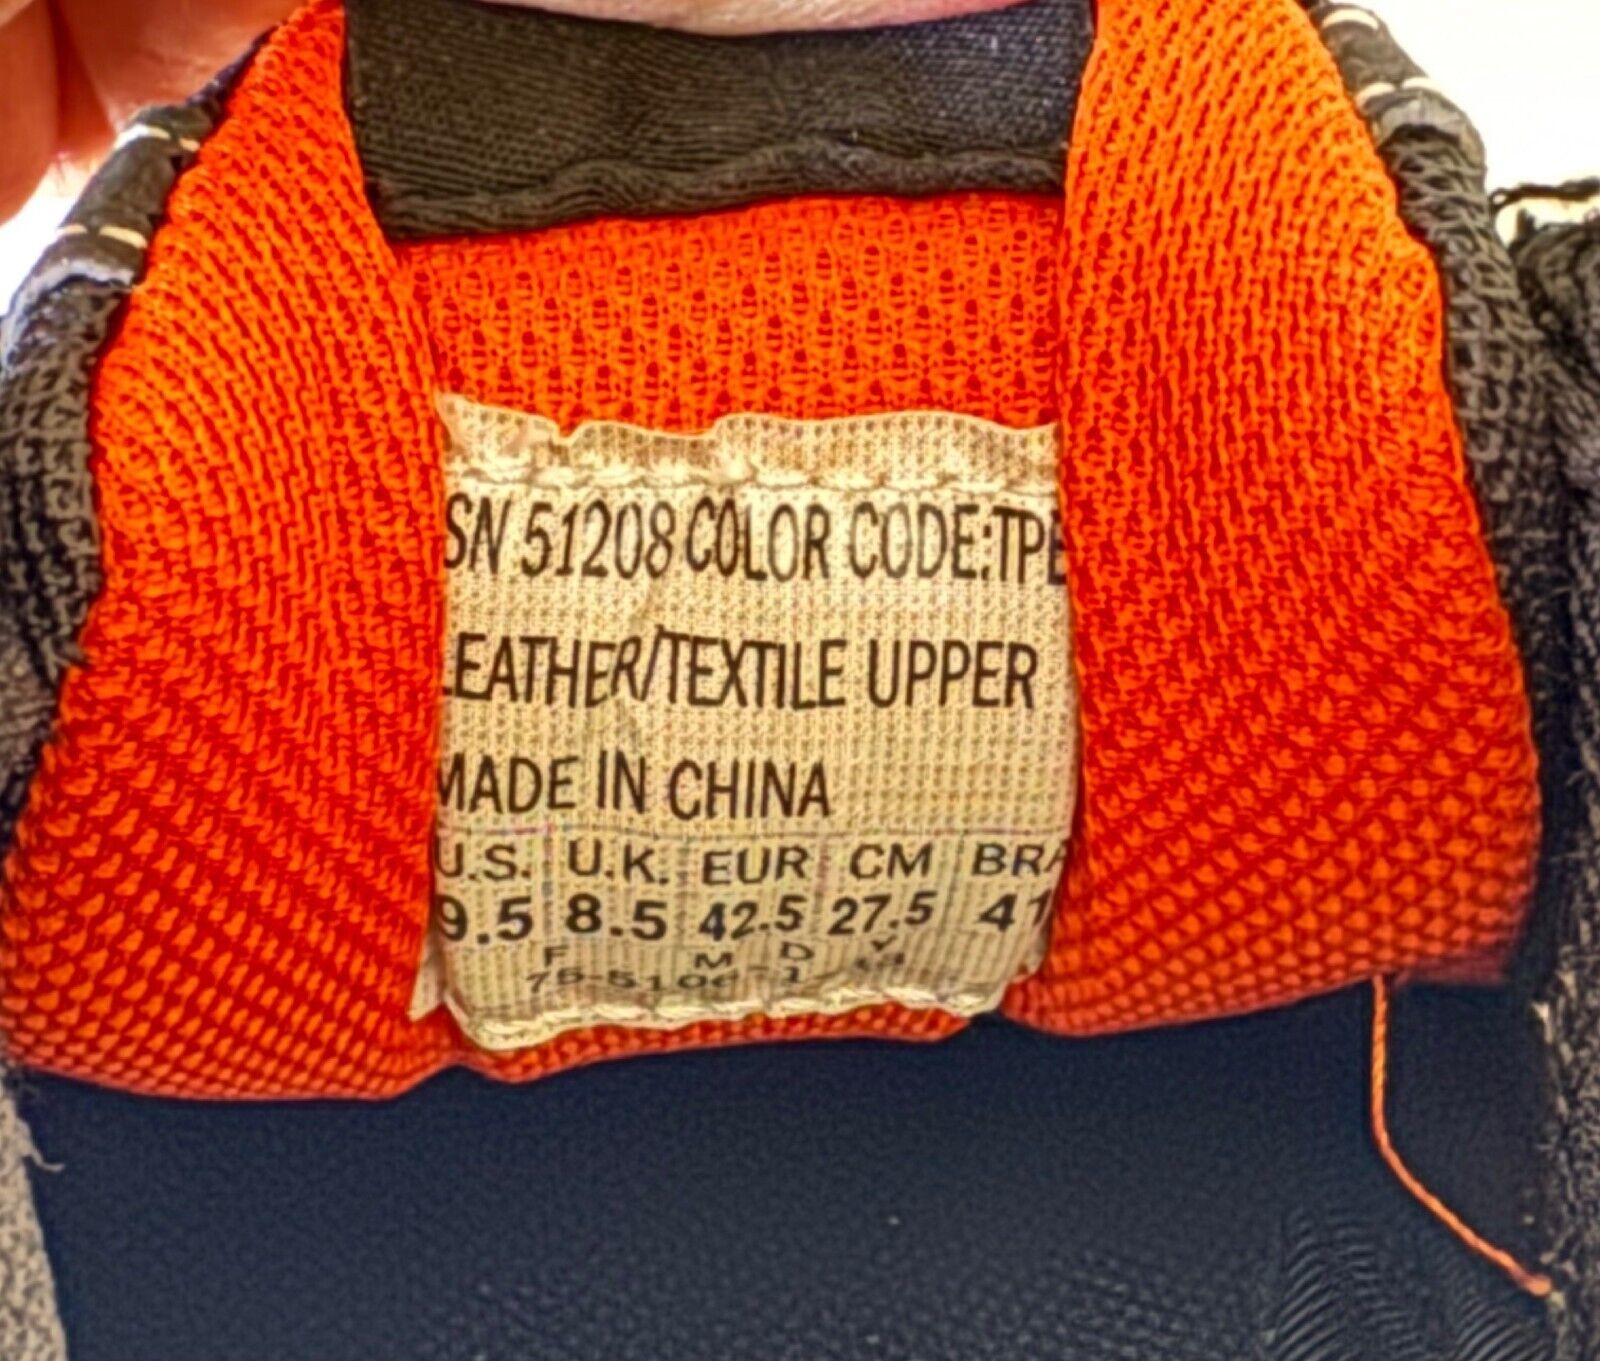 SN 51208 COLOR CODE:TPE
LEATHER/TEXTILE UPPER
MADE IN CHINA
U.S. U.K. EUR CM BRA
9.5 8.5 42.5 27.5 41
F M D Y